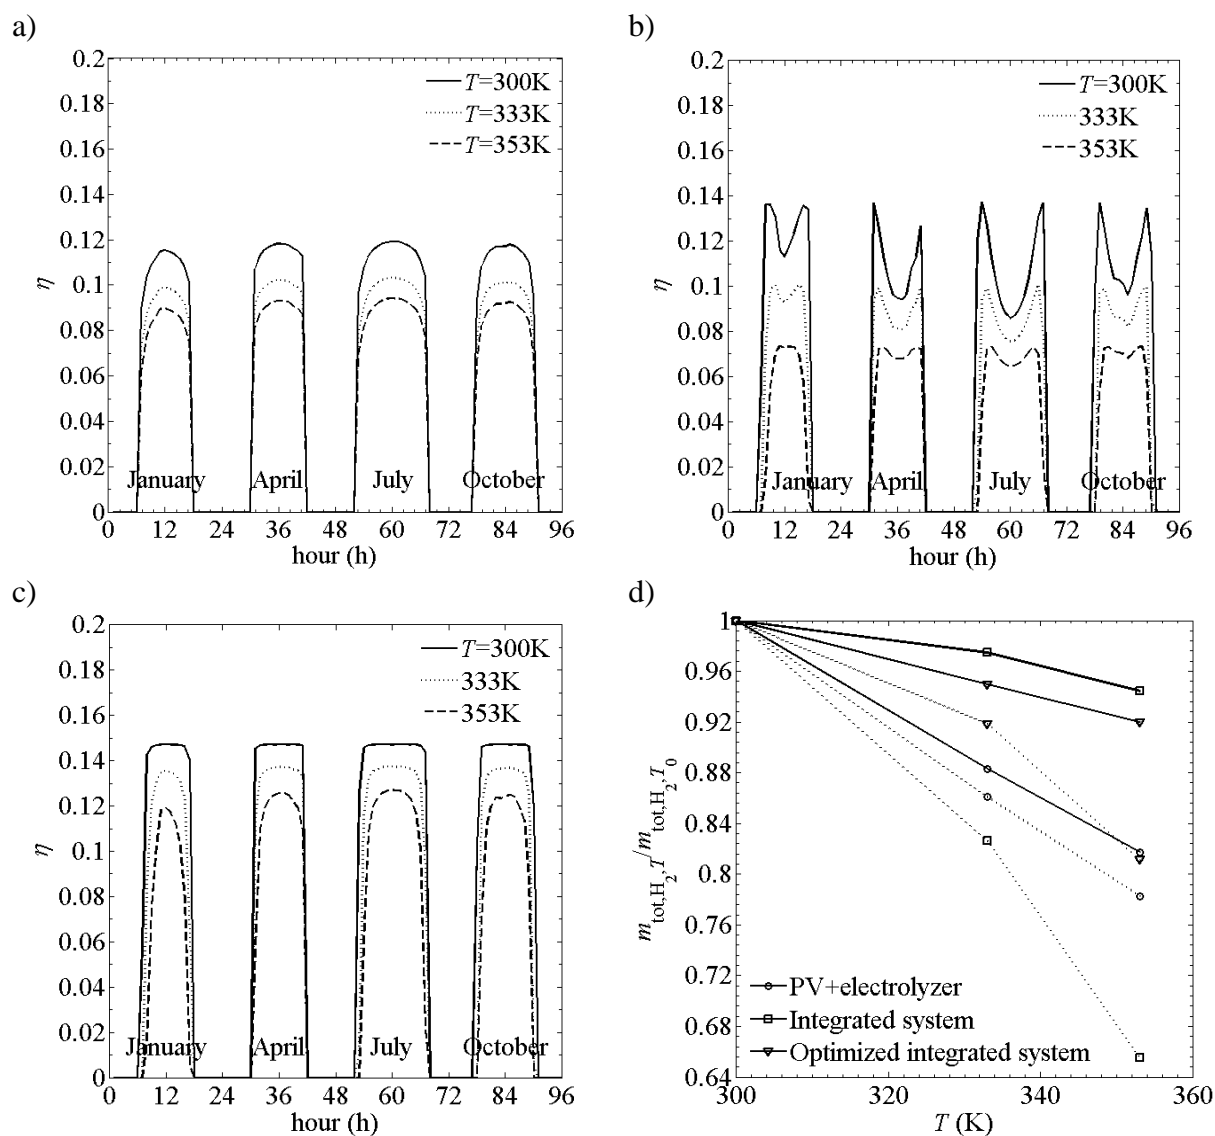 a)
0.2
0.18
0.16
0.14
0.12
0.1
0.08
0.06
0.04
0.02
0
η
T=300K
T=333K
T=353K
January April July October
0 12 24 36 48 60 72 84 96
hour (h)
b)
0.2
0.18
0.16
0.14
0.12
0.1
0.08
0.06
0.04
0.02
0
η
T=300K
333K
353K
January April July October
0 12 24 36 48 60 72 84 96
hour (h)
c)
0.2
0.18
0.16
0.14
0.12
0.1
0.08
0.06
0.04
0.02
0
η
T=300K
333K
353K
January April July October
0 12 24 36 48 60 72 84 96
hour (h)
d)
1
0.96
0.92
0.88
0.84
0.8
0.76
0.72
0.68
0.64
m_tot,H_2,T/m_tot,H_2,T_0
PV+electrolyzer
Integrated system
Optimized integrated system
300 320 340 360
T (K)